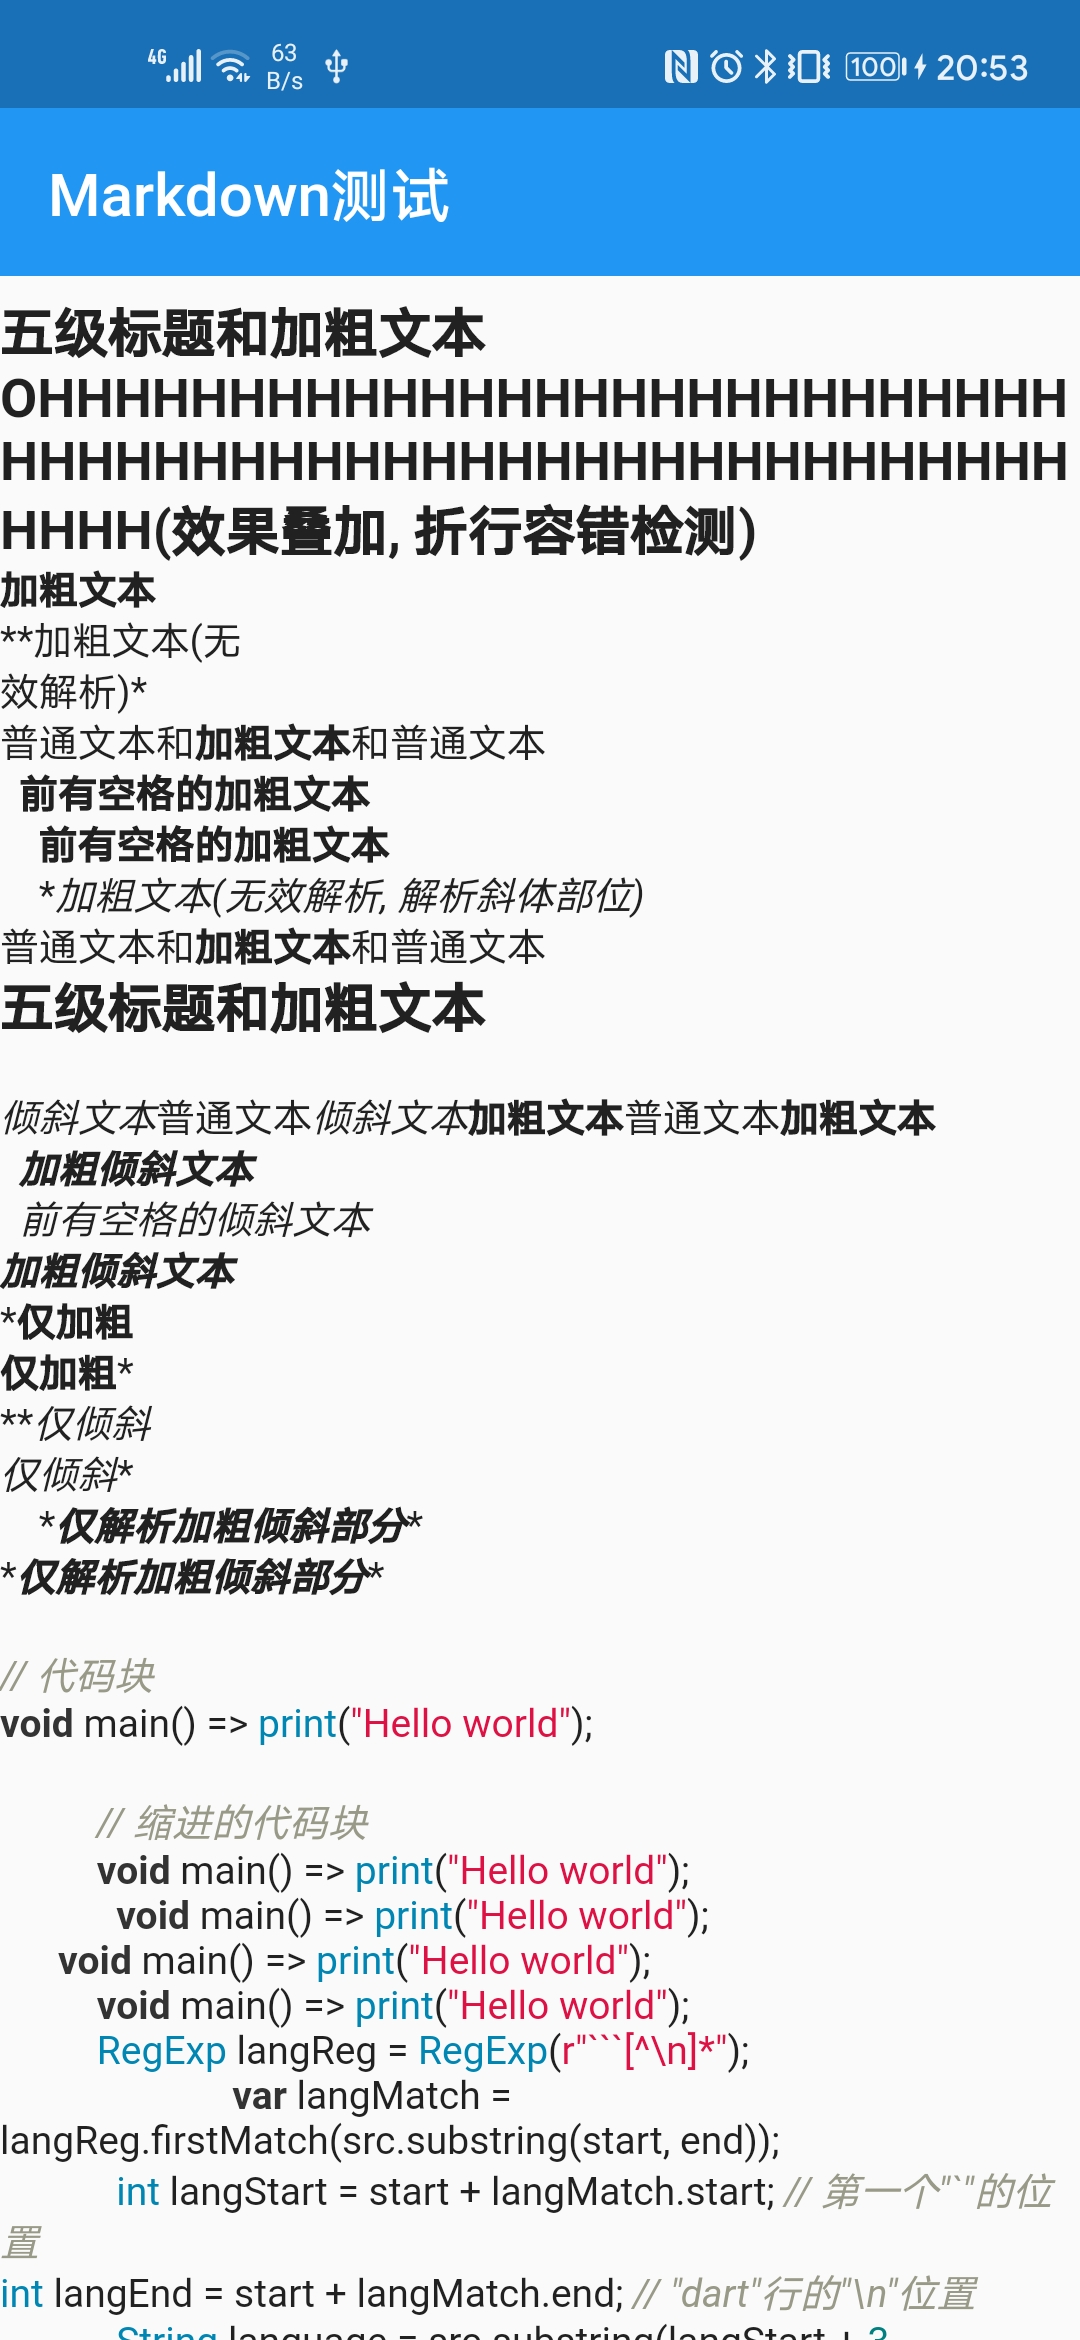 4G 63 B/s 100 20:53
Markdown测试
五级标题和加粗文本
OHHHHHHHHHHHHHHHHHHHHHHHHHHH
HHHHHHHHHHHHHHHHHHHHHHHHHHHH
HHHH(效果叠加, 折行容错检测)
加粗文本
**加粗文本(无
效解析)*
普通文本和加粗文本和普通文本
前有空格的加粗文本
前有空格的加粗文本
*加粗文本(无效解析, 解析斜体部位)
普通文本和加粗文本和普通文本
五级标题和加粗文本
倾斜文本普通文本倾斜文本加粗文本普通文本加粗文本
加粗倾斜文本
前有空格的倾斜文本
加粗倾斜文本
*仅加粗
仅加粗*
**仅倾斜
仅倾斜*
*仅解析加粗倾斜部分*
*仅解析加粗倾斜部分*
// 代码块
void main() => print("Hello world");
// 缩进的代码块
void main() => print("Hello world");
void main() => print("Hello world");
void main() => print("Hello world");
void main() => print("Hello world");
RegExp langReg = RegExp(r"```[^\n]*");
var langMatch =
langReg.firstMatch(src.substring(start, end));
int langStart = start + langMatch.start; // 第一个"`"的位
置
int langEnd = start + langMatch.end; // "dart"行的"\n"位置
String language = src.substring(langStart + 3